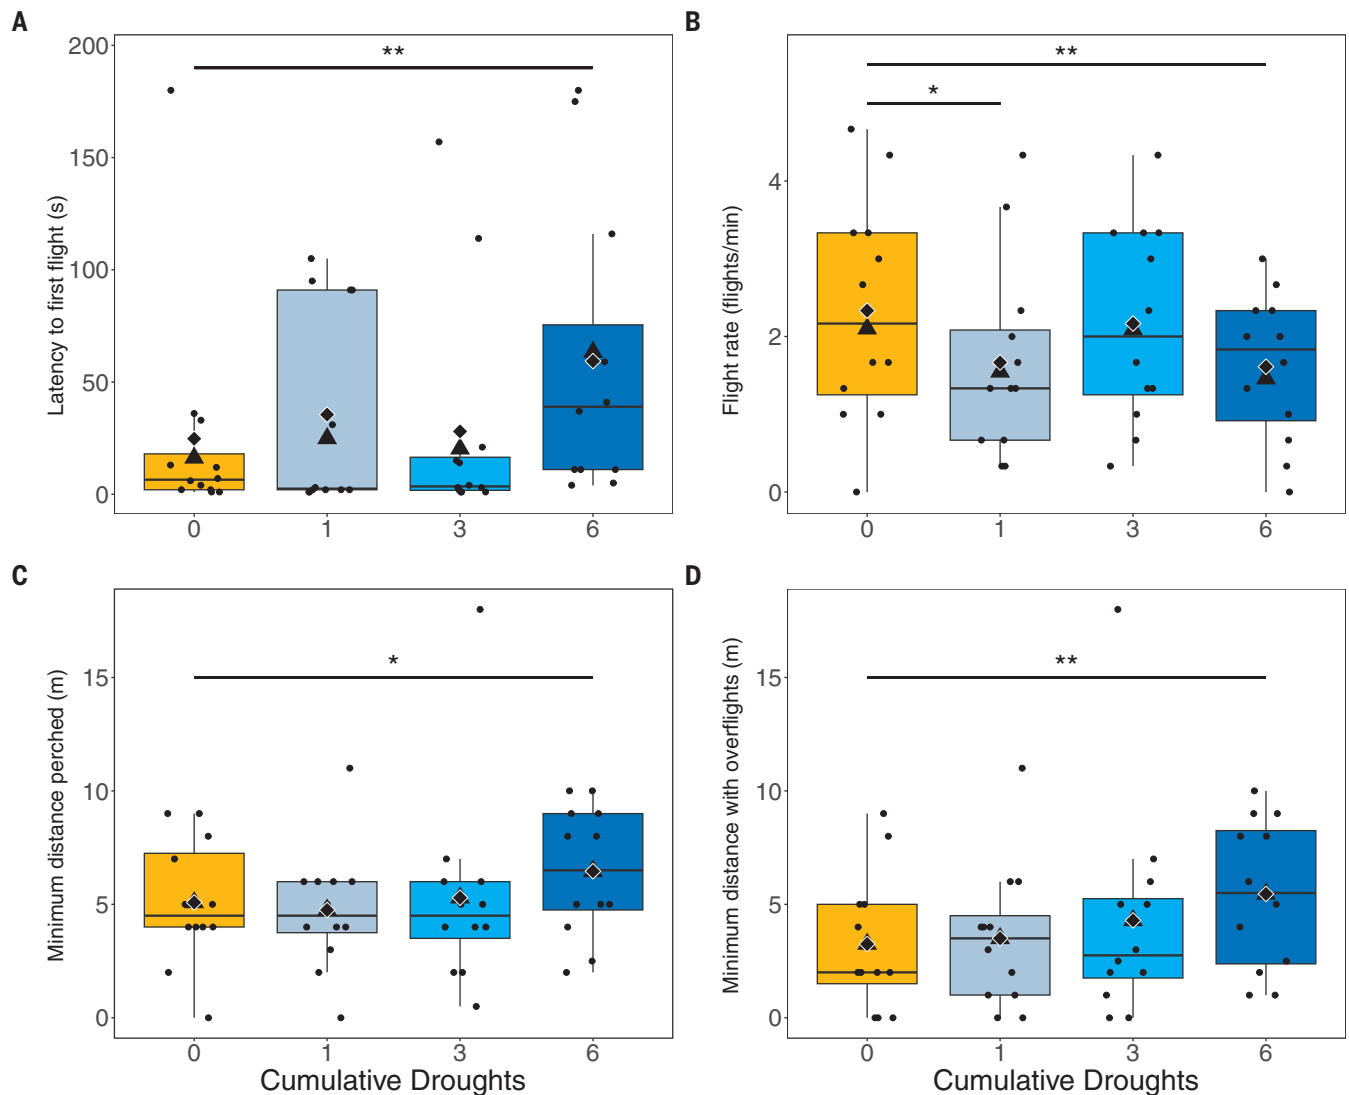 A
B
200
150
100
50
0
Latency to first flight (s)
**
0 1 3 6
4
2
0
Flight rate (flights/min)
**
*
0 1 3 6
C
D
15
10
5
0
Minimum distance perched (m)
*
0 1 3 6
Cumulative Droughts
15
10
5
0
Minimum distance with overflights (m)
**
0 1 3 6
Cumulative Droughts